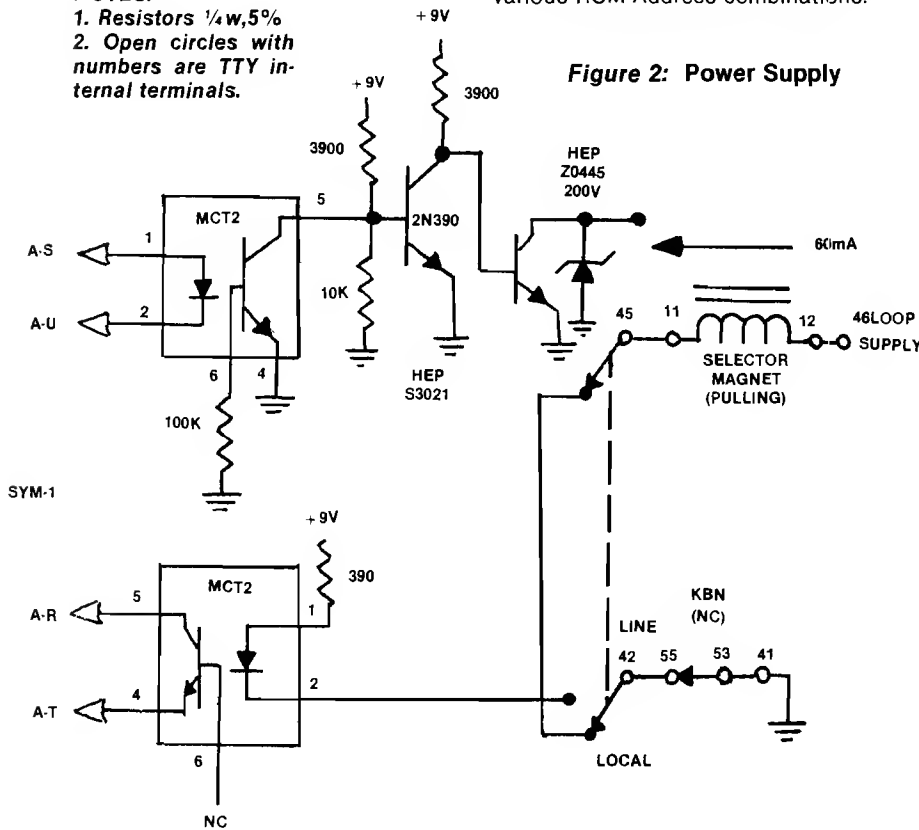 1. Resistors ¼w,5%
2. Open circles with
numbers are TTY in-
ternal terminals.
Figure 2: Power Supply
+9V
+9V
3900
3900
HEP
Z0445
200V
MCT2
5
2N390
A-S
1
60mA
A-U
2
10K
6
4
45
11
12
46LOOP
SUPPLY
SELECTOR
MAGNET
(PULLING)
HEP
S3021
100K
SYM-1
+9V
MCT2
390
A-R
5
1
KBN
(NC)
LINE
42
55
53
41
A-T
4
2
6
LOCAL
NC